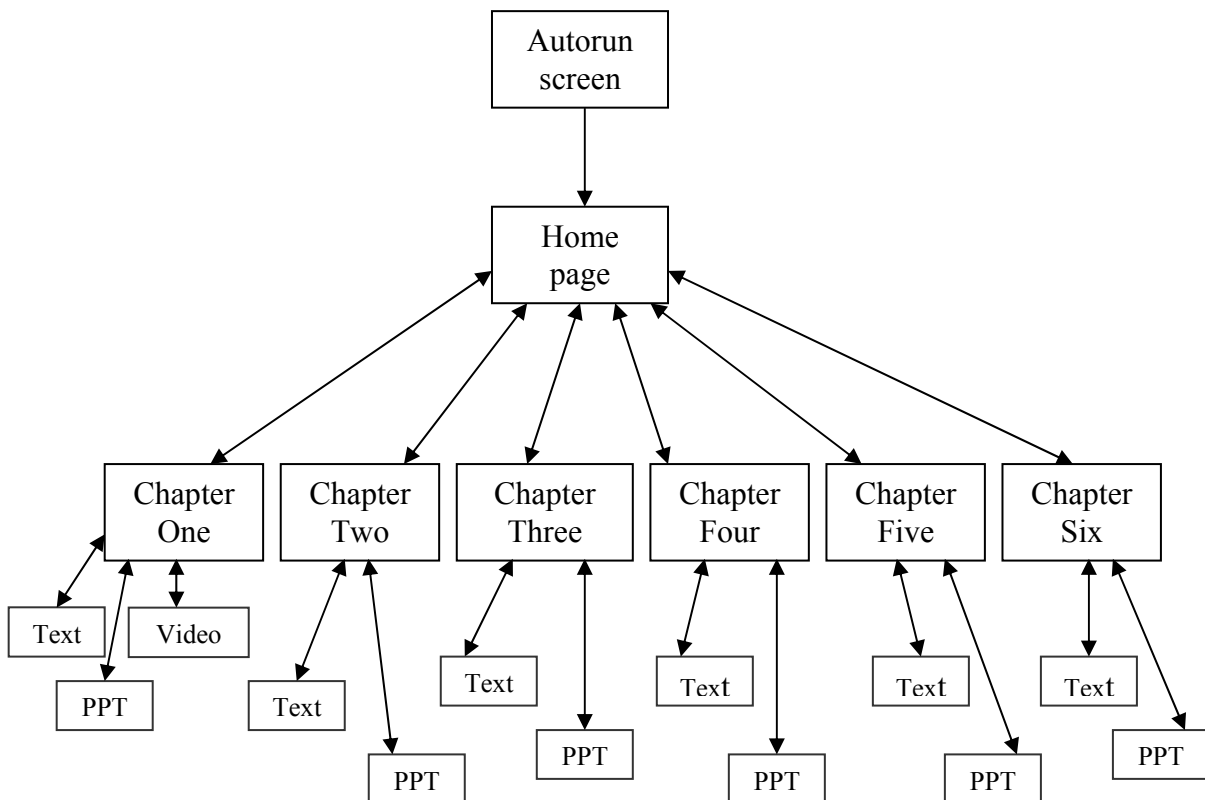 Autorun
screen
Home
page
Chapter
One
Chapter
Two
Chapter
Three
Chapter
Four
Chapter
Five
Chapter
Six
Text
Video
PPT
Text
PPT
Text
PPT
Text
PPT
Text
PPT
Text
PPT